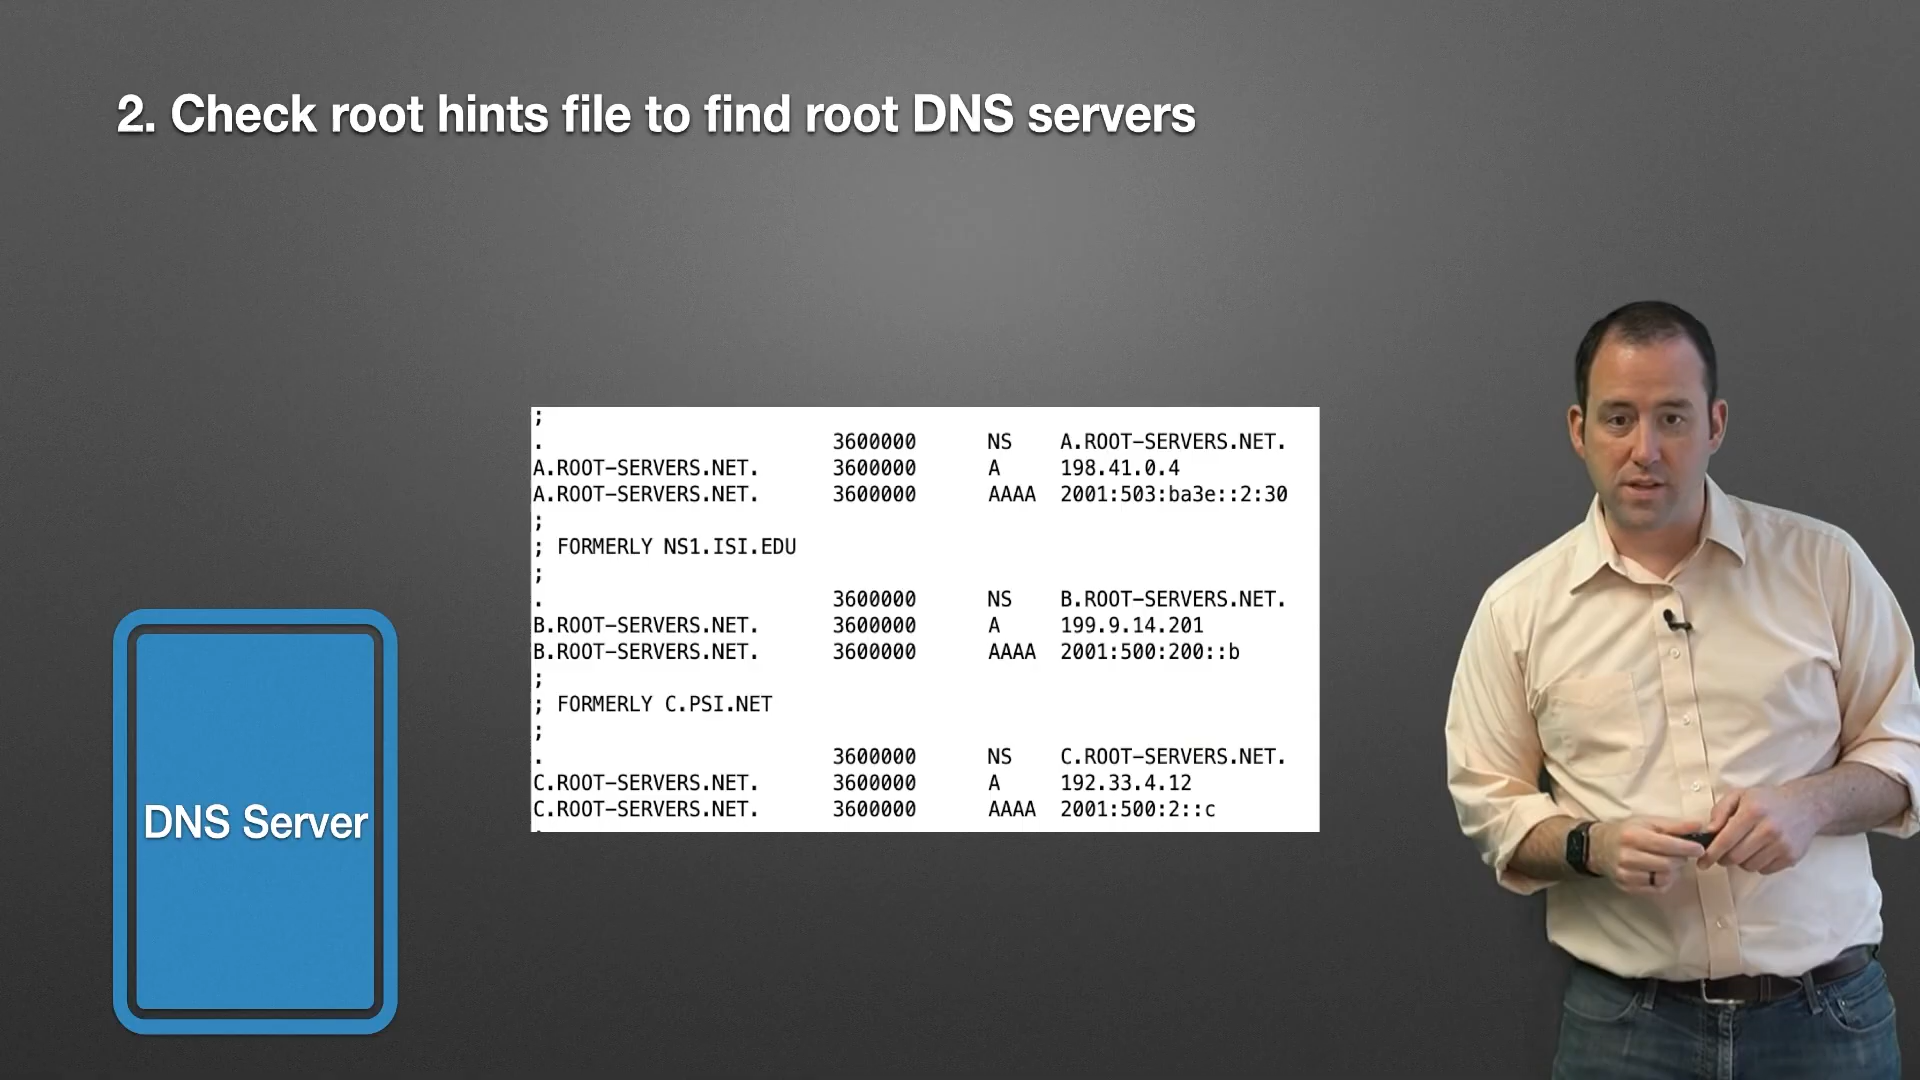 2. Check root hints file to find root DNS servers
;
. 3600000 NS A.ROOT-SERVERS.NET.
A.ROOT-SERVERS.NET. 3600000 A 198.41.0.4
A.ROOT-SERVERS.NET. 3600000 AAAA 2001:503:ba3e::2:30
;
; FORMERLY NS1.ISI.EDU
;
. 3600000 NS B.ROOT-SERVERS.NET.
B.ROOT-SERVERS.NET. 3600000 A 199.9.14.201
B.ROOT-SERVERS.NET. 3600000 AAAA 2001:500:200::b
;
; FORMERLY C.PSI.NET
;
. 3600000 NS C.ROOT-SERVERS.NET.
C.ROOT-SERVERS.NET. 3600000 A 192.33.4.12
C.ROOT-SERVERS.NET. 3600000 AAAA 2001:500:2::c
DNS Server